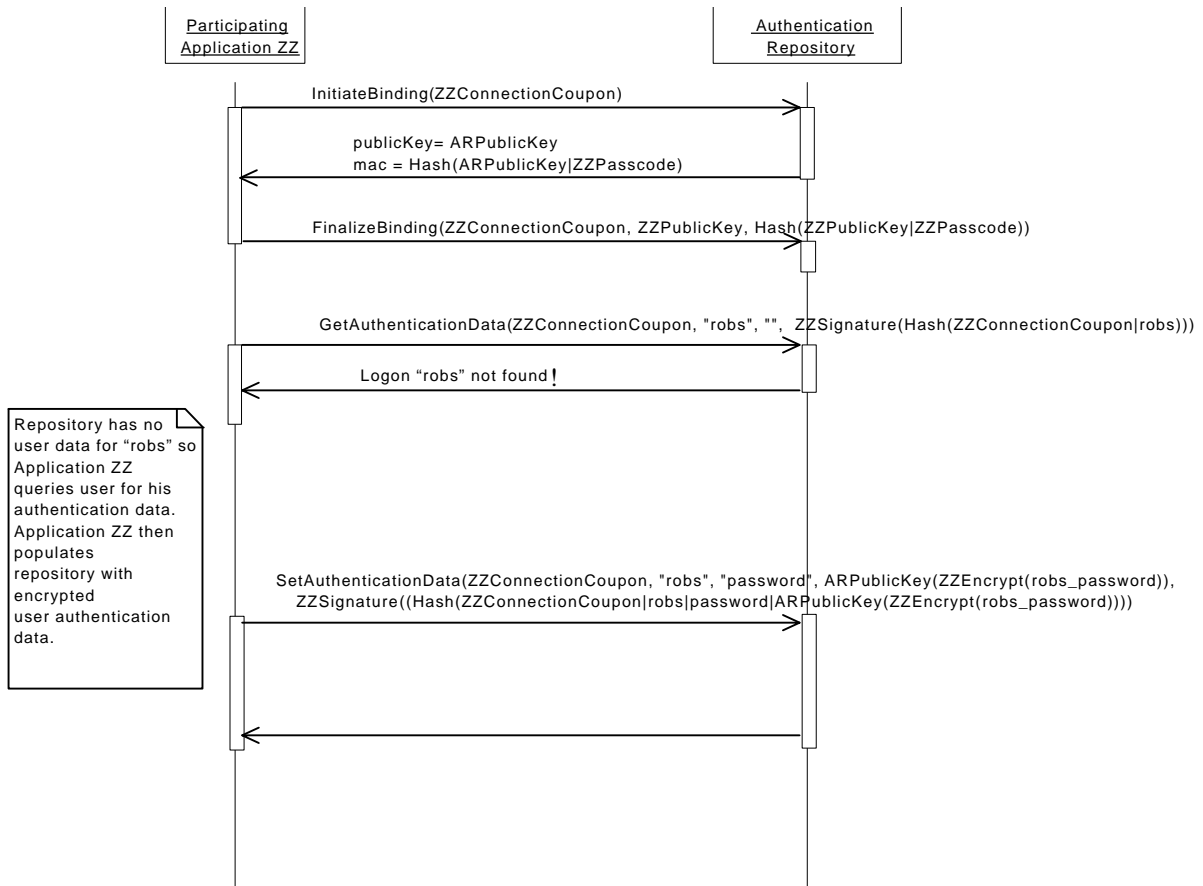 Participating
Application ZZ
Authentication
Repository
InitiateBinding(ZZConnectionCoupon)
publicKey= ARPublicKey
mac = Hash(ARPublicKey|ZZPasscode)
FinalizeBinding(ZZConnectionCoupon, ZZPublicKey, Hash(ZZPublicKey|ZZPasscode))
GetAuthenticationData(ZZConnectionCoupon, "robs", "", ZZSignature(Hash(ZZConnectionCoupon|robs)))
Logon “robs” not found!
Repository has no
user data for “robs” so
Application ZZ
queries user for his
authentication data.
Application ZZ then
populates
repository with
encrypted
user authentication
data.
SetAuthenticationData(ZZConnectionCoupon, "robs", "password", ARPublicKey(ZZEncrypt(robs_password)),
ZZSignature((Hash(ZZConnectionCoupon|robs|password|ARPublicKey(ZZEncrypt(robs_password))))